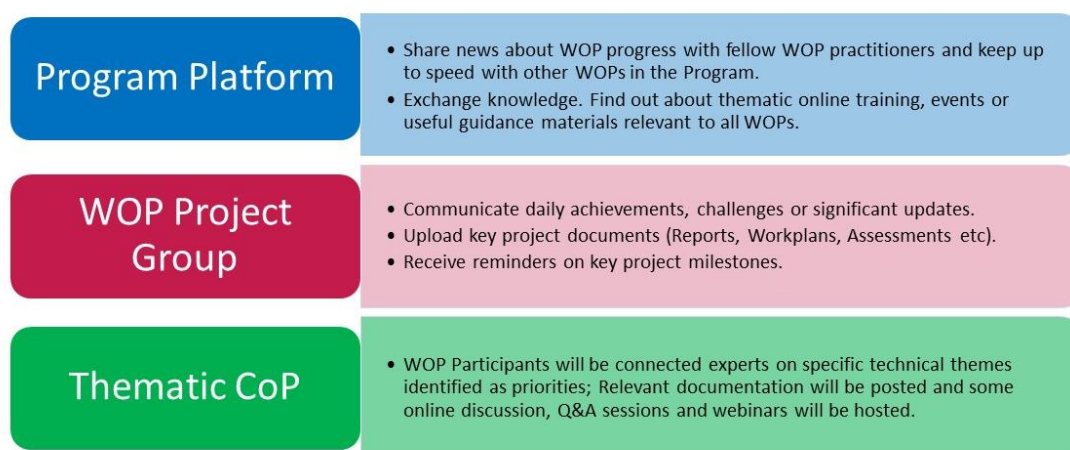 Program Platform
• Share news about WOP progress with fellow WOP practitioners and keep up
to speed with other WOPs in the Program.
• Exchange knowledge. Find out about thematic online training, events or
useful guidance materials relevant to all WOPs.
WOP Project
Group
• Communicate daily achievements, challenges or significant updates.
• Upload key project documents (Reports, Workplans, Assessments etc).
• Receive reminders on key project milestones.
Thematic CoP
• WOP Participants will be connected experts on specific technical themes
identified as priorities; Relevant documentation will be posted and some
online discussion, Q&A sessions and webinars will be hosted.